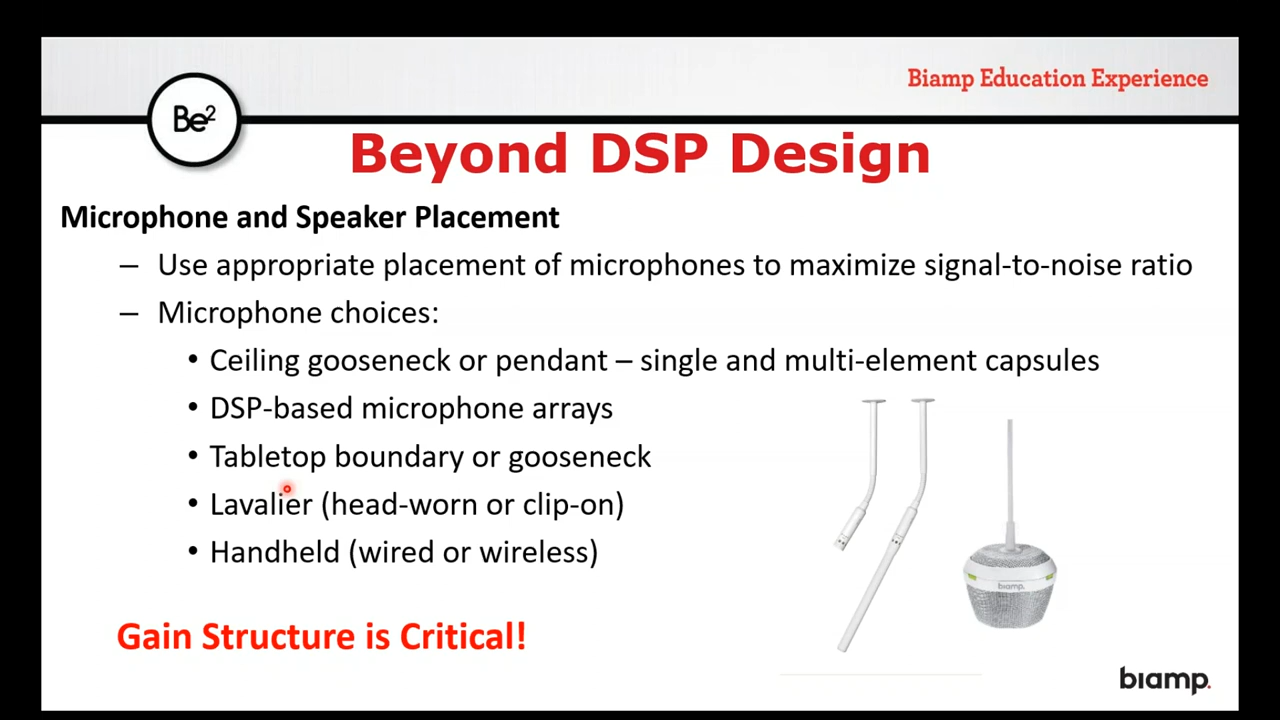 Biamp Education Experience
Be²
Beyond DSP Design
Microphone and Speaker Placement
– Use appropriate placement of microphones to maximize signal-to-noise ratio
– Microphone choices:
• Ceiling gooseneck or pendant – single and multi-element capsules
• DSP-based microphone arrays
• Tabletop boundary or gooseneck
• Lavalier (head-worn or clip-on)
• Handheld (wired or wireless)
biamp.
Gain Structure is Critical!
biamp.